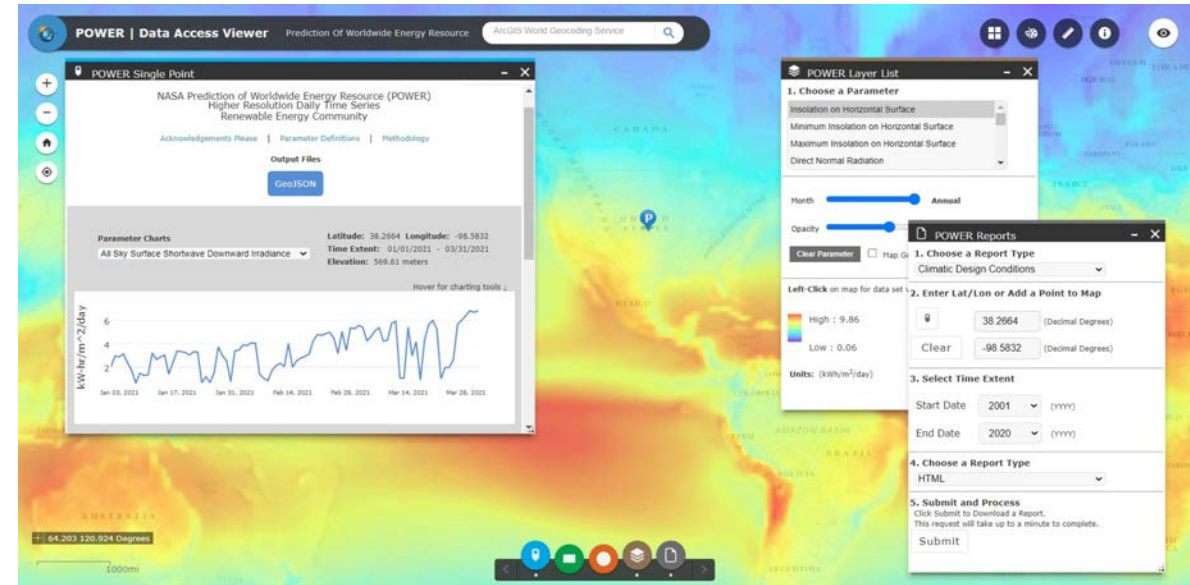 POWER | Data Access Viewer Prediction Of Worldwide Energy Resource ArcGIS World Geocoding Service
POWER Single Point
NASA Prediction of Worldwide Energy Resource (POWER)
Higher Resolution Daily Time Series
Renewable Energy Community
Acknowledgements Please | Parameter Definitions | Methodology
Output Files
GeoJSON
Parameter Charts
All Sky Surface Shortwave Downward Irradiance
Latitude: 38.2664 Longitude: -98.5832
Time Extent: 01/01/2021 - 03/31/2021
Elevation: 569.61 meters
Hover for charting tools ↓
kW-hr/m^2/day
6
4
2
Jan 03, 2021 Jan 17, 2021 Jan 31, 2021 Feb 14, 2021 Feb 28, 2021 Mar 14, 2021 Mar 28, 2021
POWER Layer List
1. Choose a Parameter
Insolation on Horizontal Surface
Minimum Insolation on Horizontal Surface
Maximum Insolation on Horizontal Surface
Direct Normal Radiation
Month Annual
Opacity
Clear Parameter Map
Left-Click on map for data set
High : 9.86
Low : 0.06
Units: (kWh/m²/day)
POWER Reports
1. Choose a Report Type
Climatic Design Conditions
2. Enter Lat/Lon or Add a Point to Map
38.2664 (Decimal Degrees)
Clear -98.5832 (Decimal Degrees)
3. Select Time Extent
Start Date 2001 (YYYY)
End Date 2020 (YYYY)
4. Choose a Report Type
HTML
5. Submit and Process
Click Submit to Download a Report.
This request will take up to a minute to complete.
Submit
CANADA
P
UNITED
STATES
MEXICO
AMAZON BASIN
BRAZIL
AUSTRALIA
ARGENTINA
+ 64.203 120.924 Degrees
1000mi